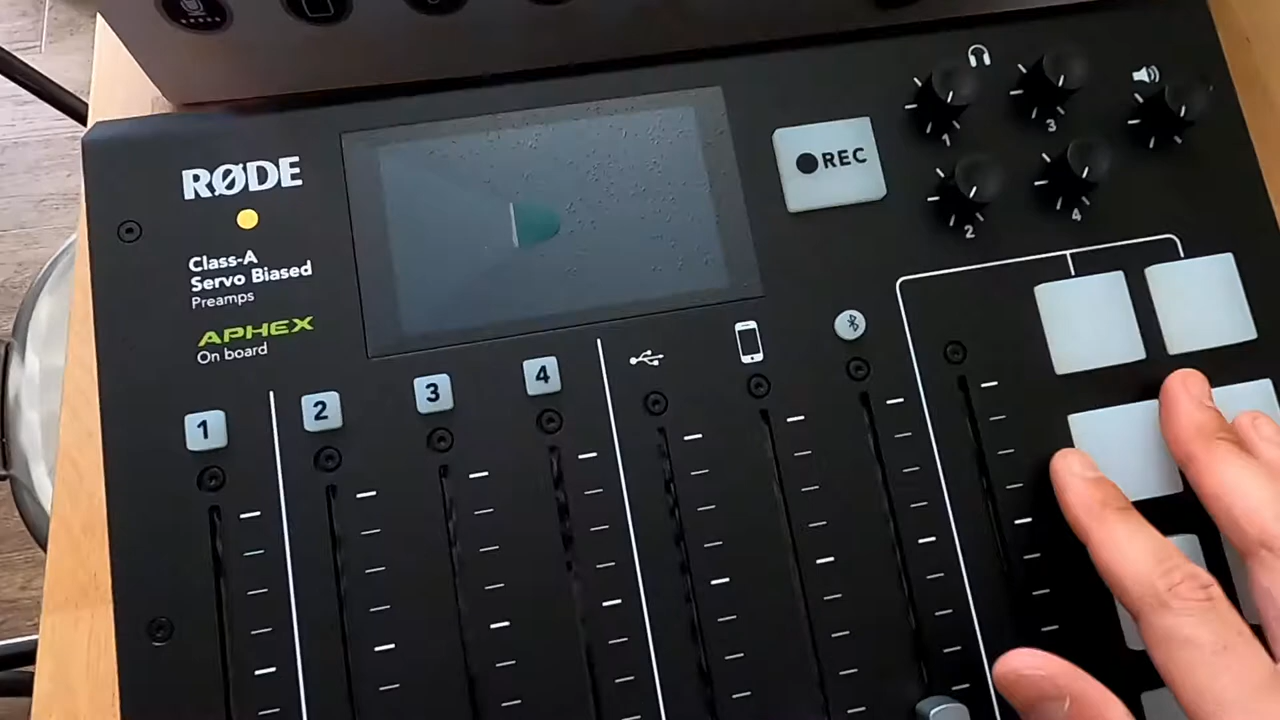 RØDE
Class-A
Servo Biased
Preamps
APHEX
On board
REC
1
2
3
4
1
2
3
4